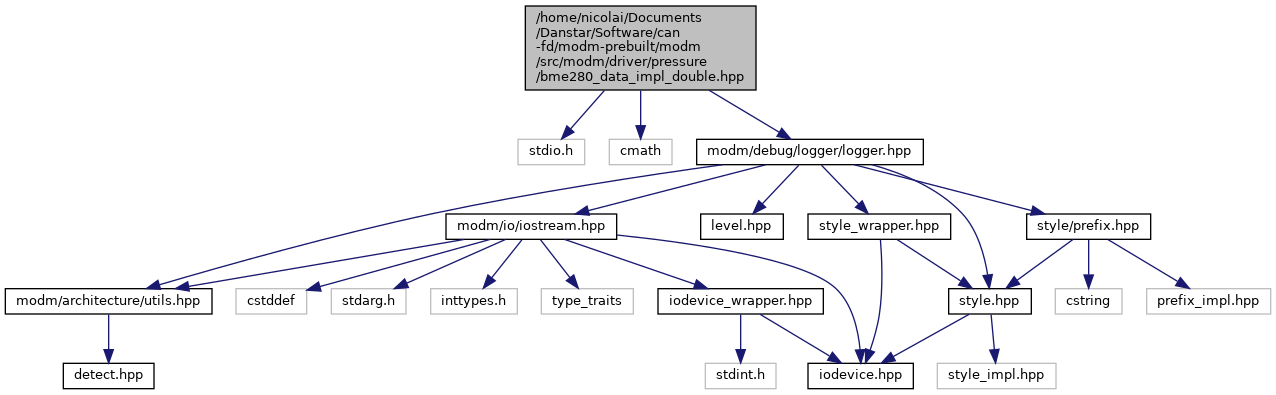 /home/nicolai/Documents
/Danstar/Software/can
-fd/modm-prebuilt/modm
/src/modm/driver/pressure
/bme280_data_impl_double.hpp
stdio.h
cmath
modm/debug/logger/logger.hpp
modm/io/iostream.hpp
level.hpp
style_wrapper.hpp
style/prefix.hpp
modm/architecture/utils.hpp
cstddef
stdarg.h
inttypes.h
type_traits
iodevice_wrapper.hpp
style.hpp
cstring
prefix_impl.hpp
detect.hpp
stdint.h
iodevice.hpp
style_impl.hpp